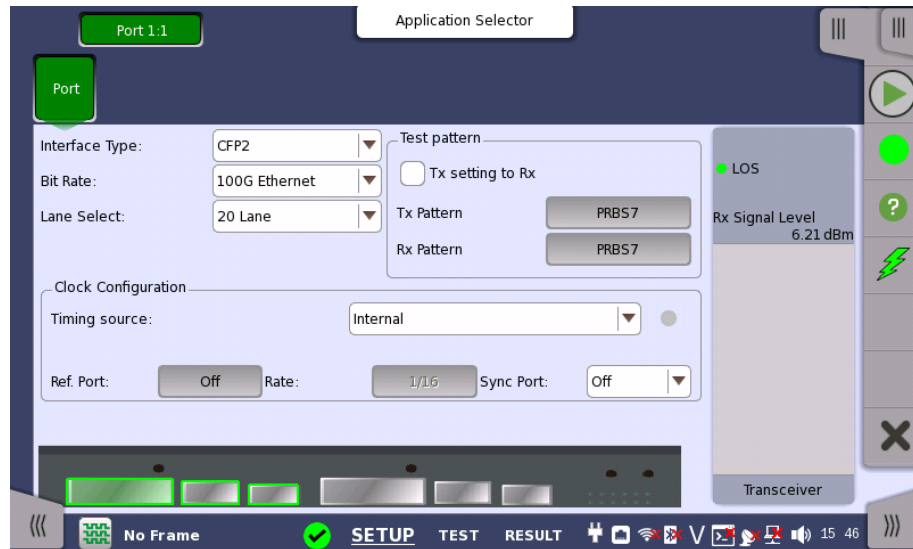 Application Selector
Port 1:1
Port
Interface Type: CFP2
Bit Rate: 100G Ethernet
Lane Select: 20 Lane
Test pattern
Tx setting to Rx
Tx Pattern PRBS7
Rx Pattern PRBS7
LOS
Rx Signal Level
6.21 dBm
Clock Configuration
Timing source: Internal
Ref. Port: Off Rate: 1/16 Sync Port: Off
Transceiver
No Frame SETUP TEST RESULT V 15 46